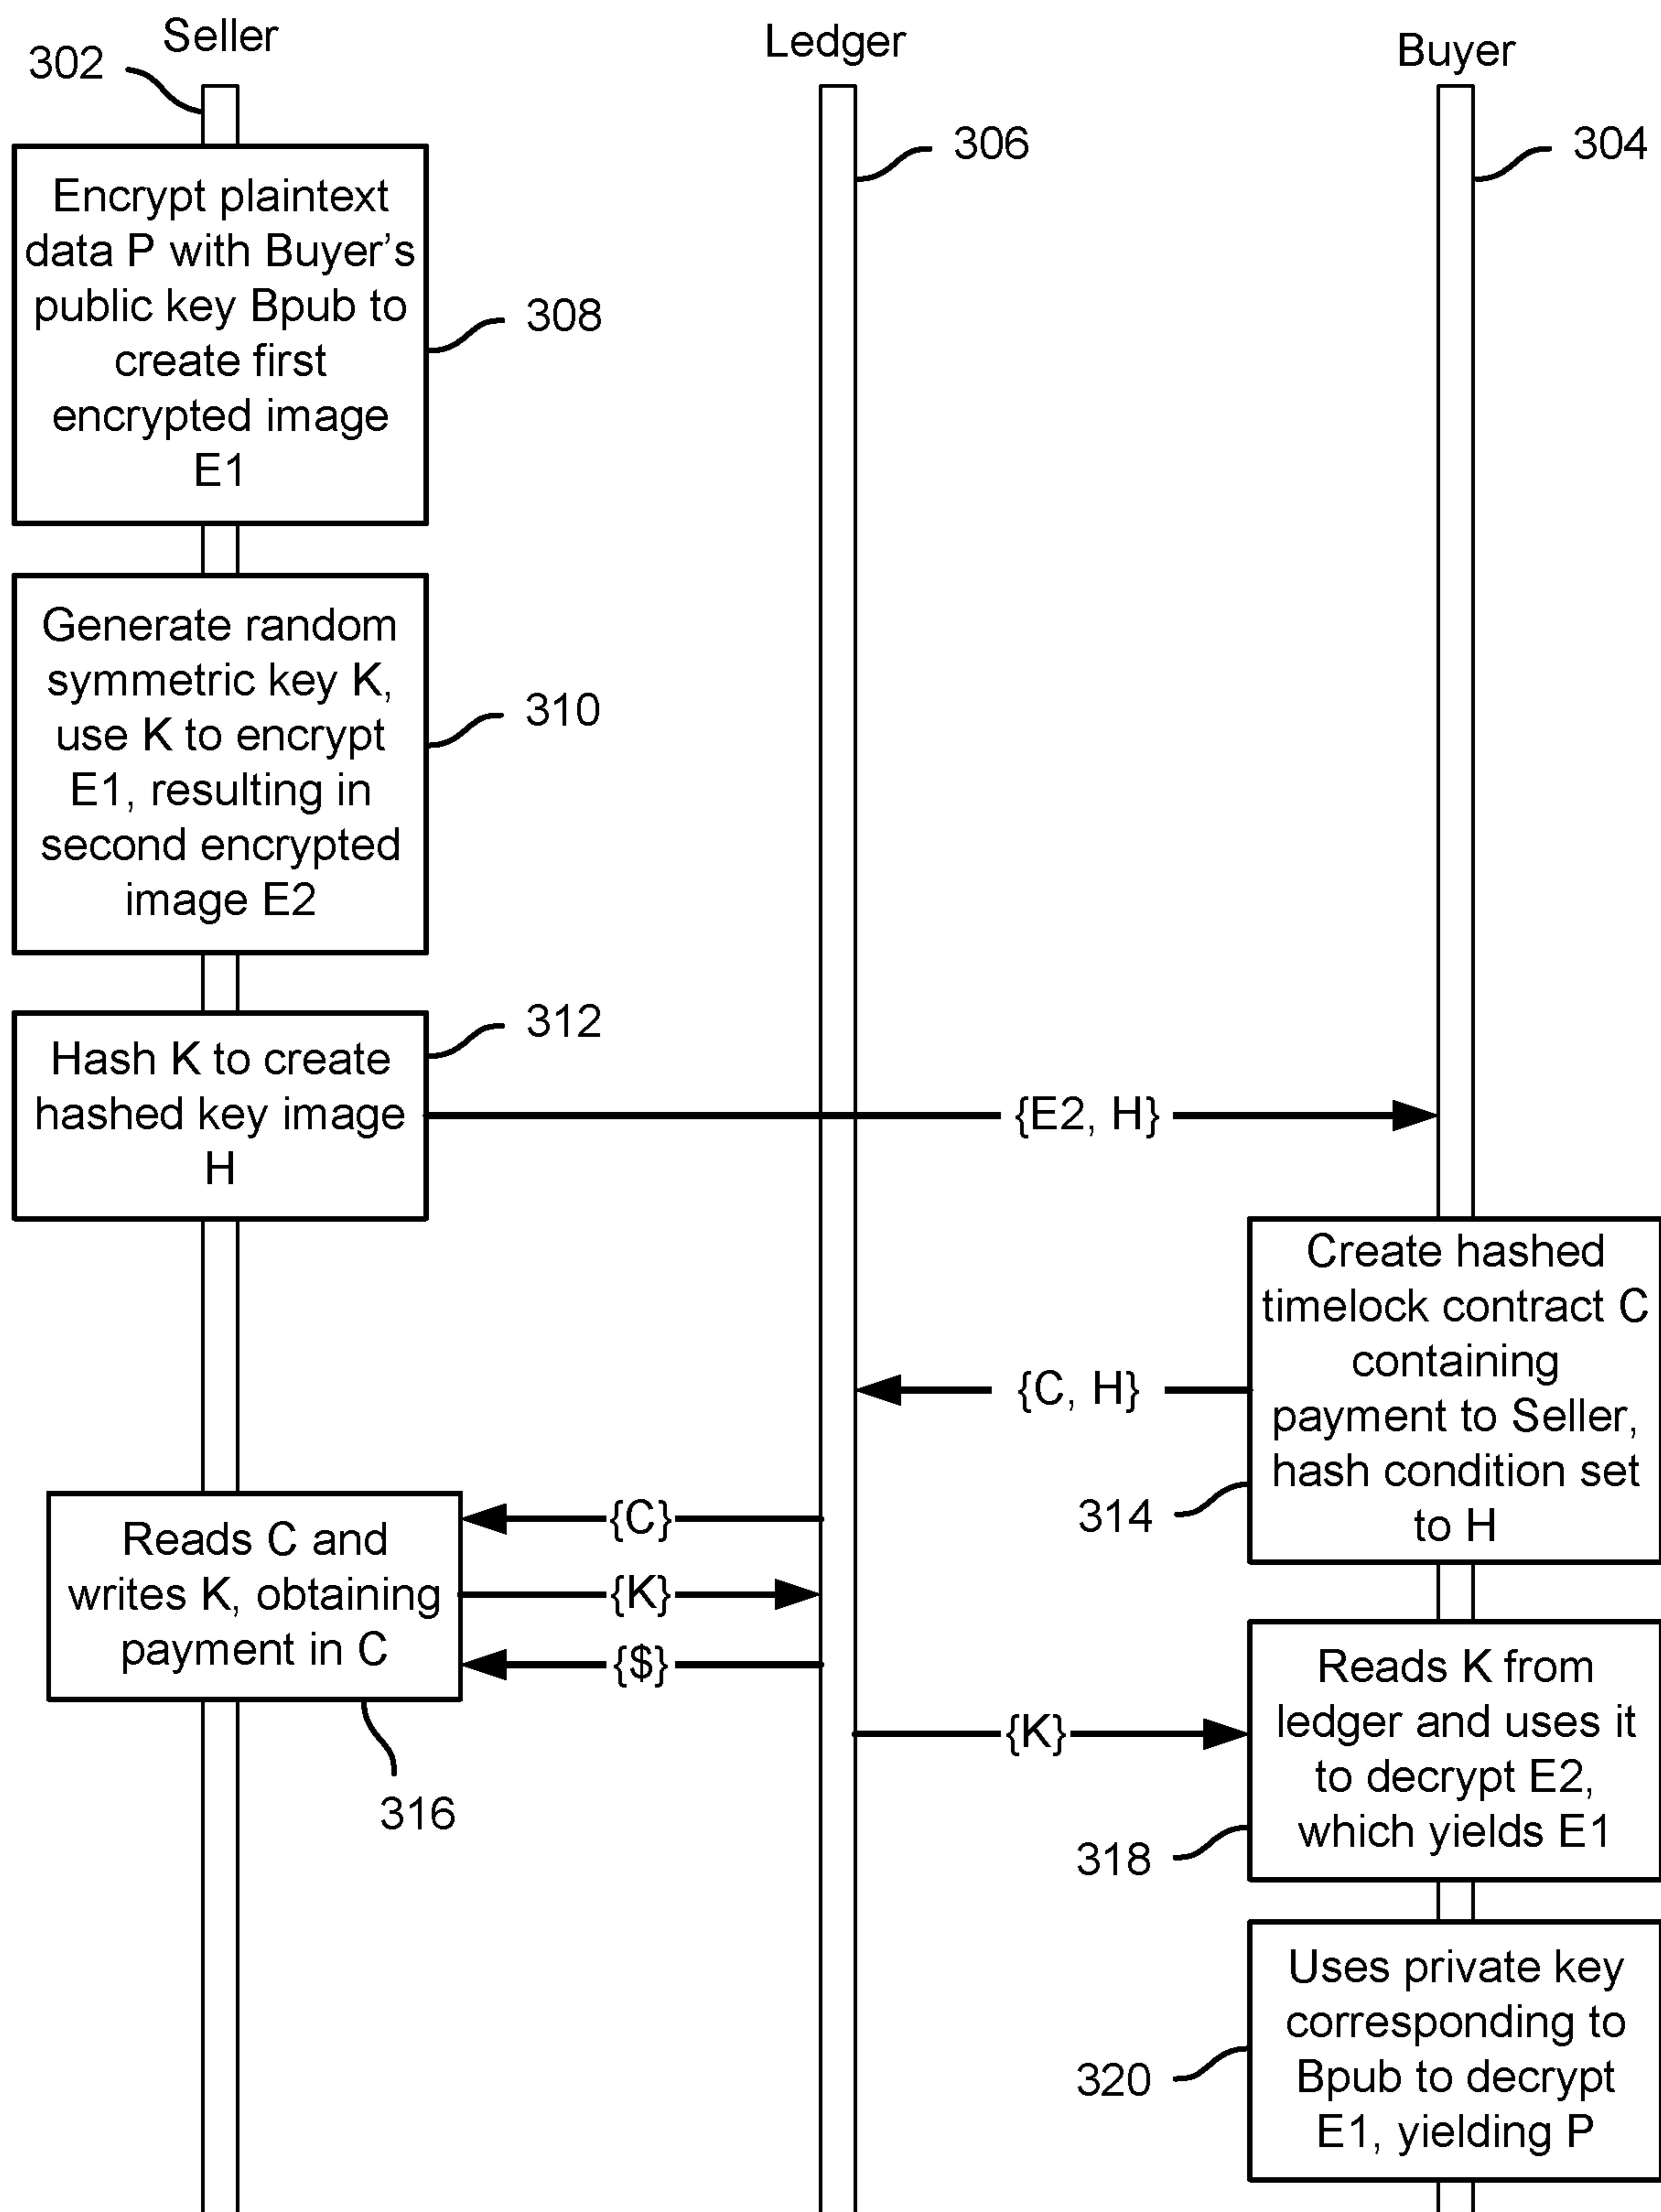 Seller
Ledger
Buyer
302
306
304
Encrypt plaintext
data P with Buyer's
public key Bpub to
create first
encrypted image
E1
308
Generate random
symmetric key K,
use K to encrypt
E1, resulting in
second encrypted
image E2
310
Hash K to create
hashed key image
H
312
{E2, H}
Create hashed
timelock contract C
containing
payment to Seller,
hash condition set
to H
314
{C, H}
Reads C and
writes K, obtaining
payment in C
316
{C}
{K}
{$}
{K}
Reads K from
ledger and uses it
to decrypt E2,
which yields E1
318
Uses private key
corresponding to
Bpub to decrypt
E1, yielding P
320